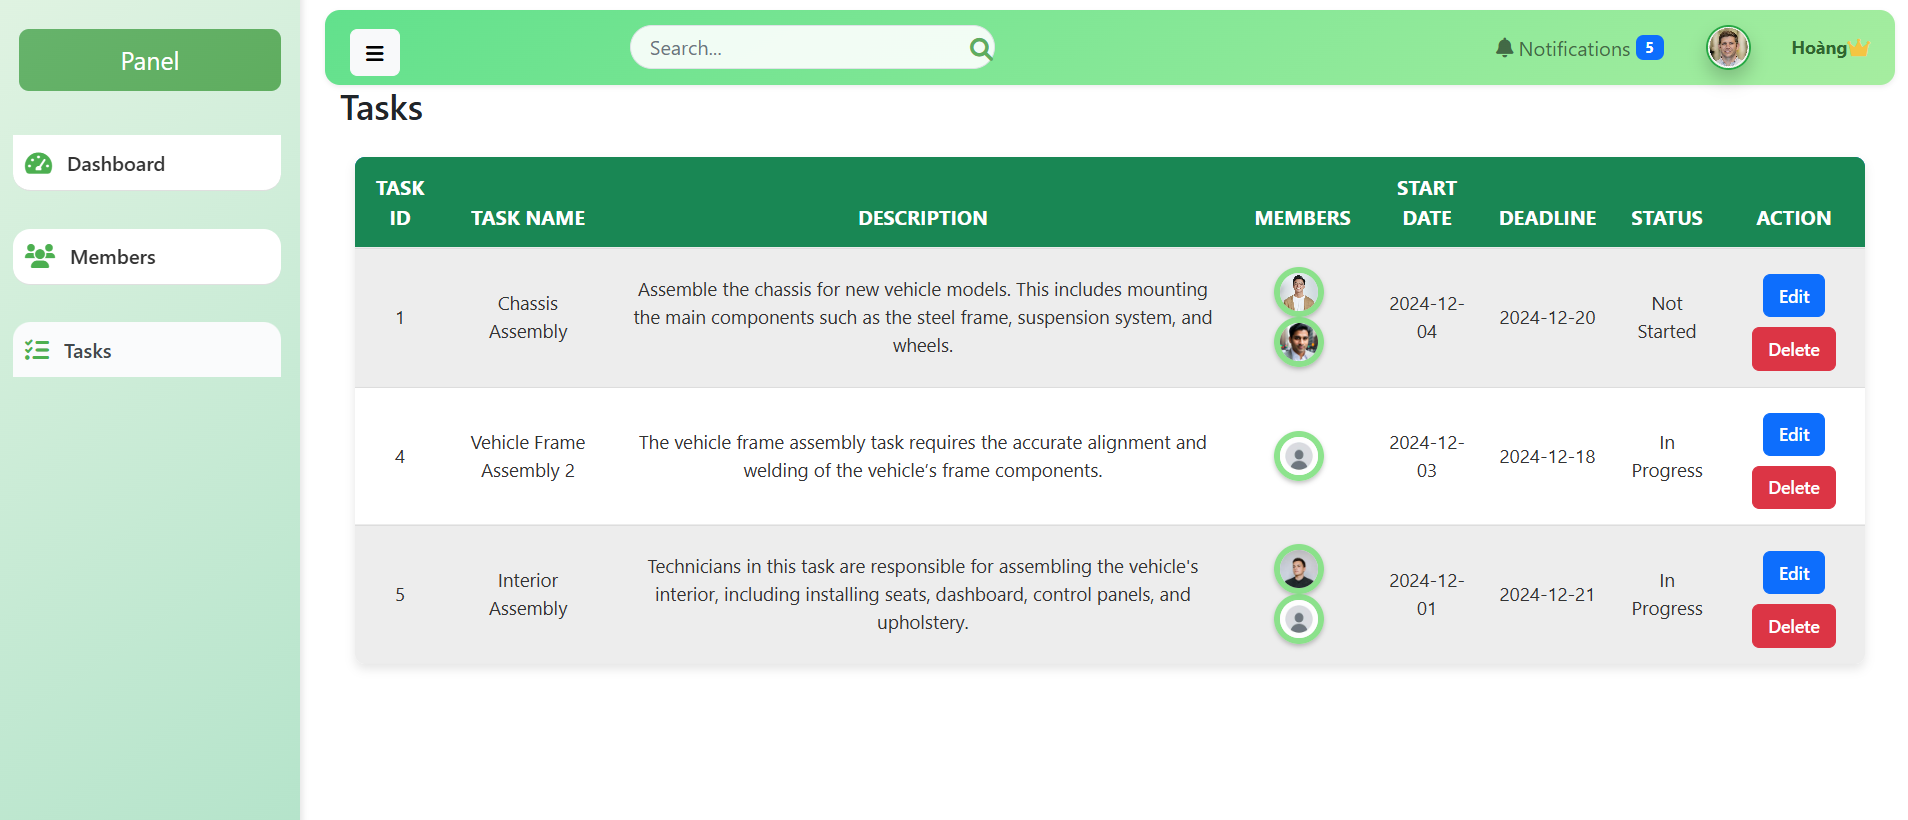 Panel
Dashboard
Members
Tasks
Search...
Notifications 5
Hoàng
Tasks
TASK
ID
TASK NAME
DESCRIPTION
MEMBERS
START
DATE
DEADLINE
STATUS
ACTION
1
Chassis
Assembly
Assemble the chassis for new vehicle models. This includes mounting
the main components such as the steel frame, suspension system, and
wheels.
2024-12-
04
2024-12-20
Not
Started
Edit
Delete
4
Vehicle Frame
Assembly 2
The vehicle frame assembly task requires the accurate alignment and
welding of the vehicle’s frame components.
2024-12-
03
2024-12-18
In
Progress
Edit
Delete
5
Interior
Assembly
Technicians in this task are responsible for assembling the vehicle's
interior, including installing seats, dashboard, control panels, and
upholstery.
2024-12-
01
2024-12-21
In
Progress
Edit
Delete